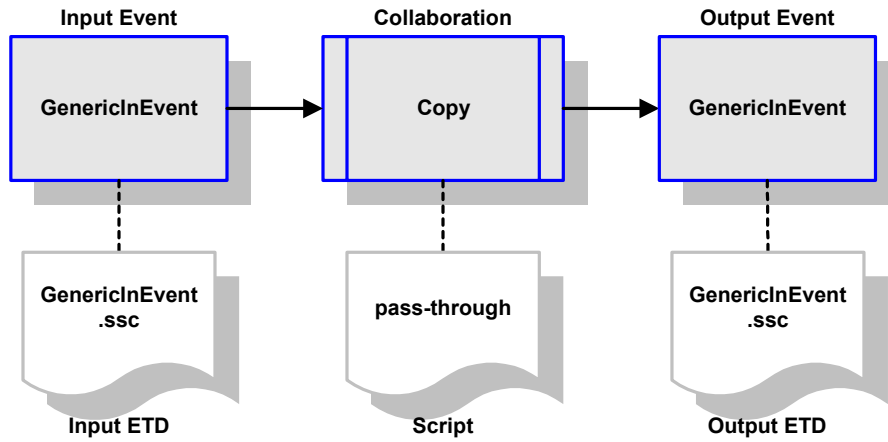 Input Event
Collaboration
Output Event
GenericInEvent
Copy
GenericInEvent
GenericInEvent
.ssc
pass-through
GenericInEvent
.ssc
Input ETD
Script
Output ETD